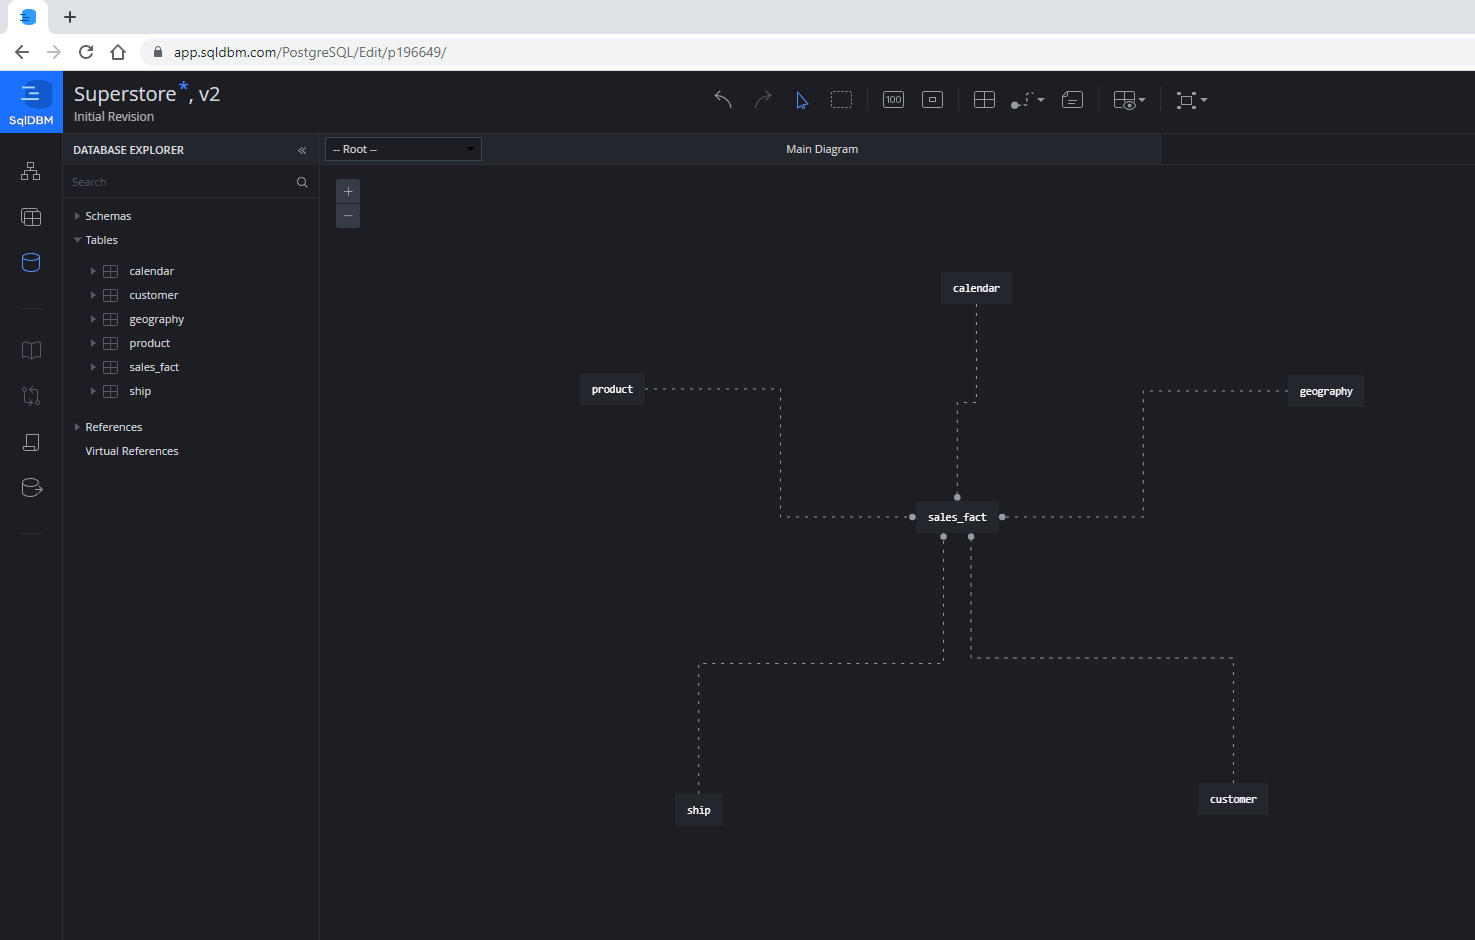 app.sqldbm.com/PostgreSQL/Edit/p196649/
SqlDBM
Superstore*, v2
Initial Revision
100
DATABASE EXPLORER
-- Root --
Main Diagram
Search
Schemas
Tables
calendar
customer
geography
product
sales_fact
ship
References
Virtual References
calendar
product
geography
sales_fact
ship
customer